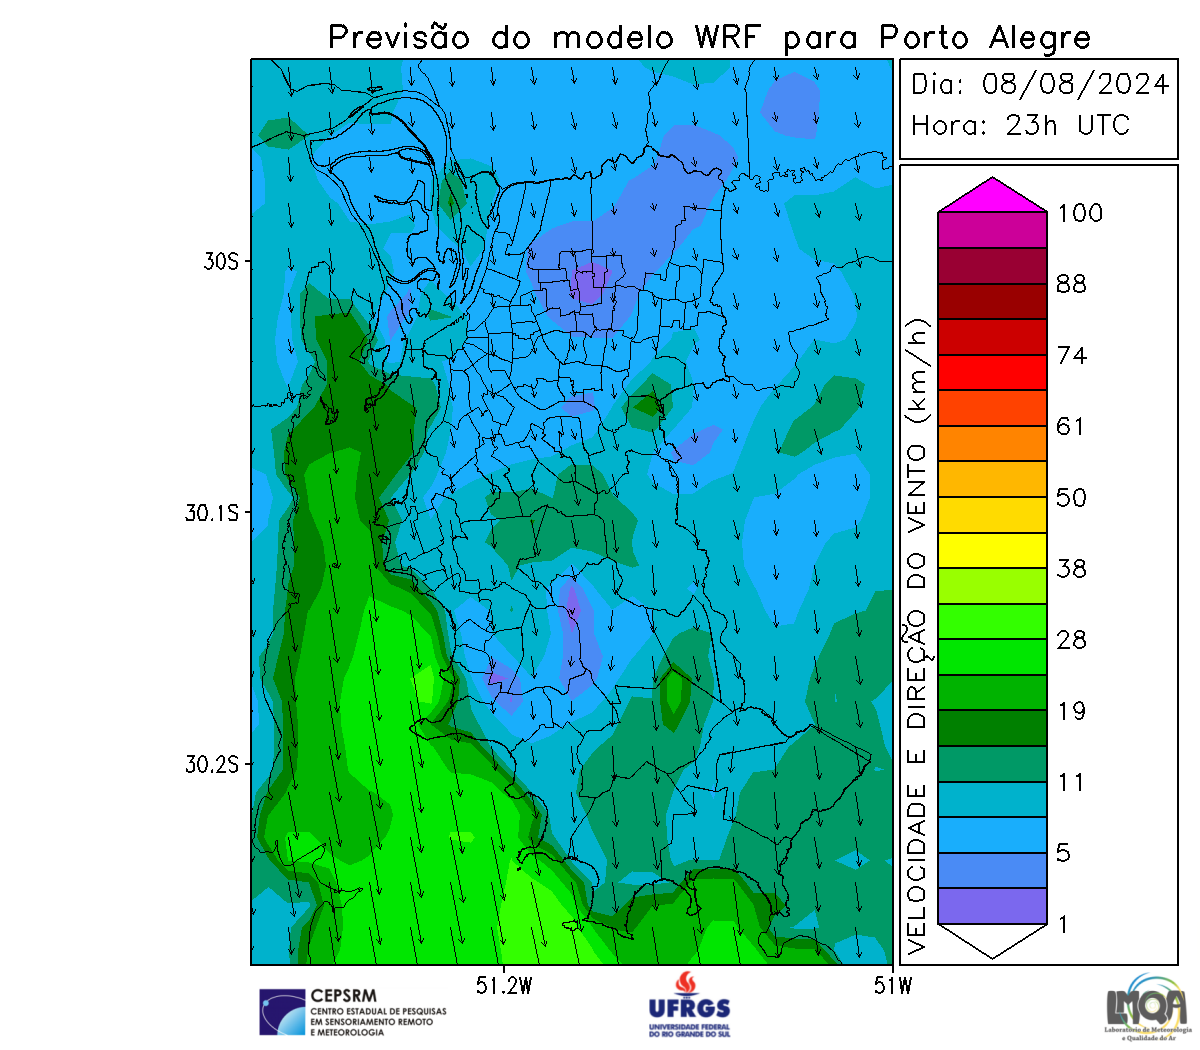 Previsão do modelo WRF para Porto Alegre
Dia: 08/08/2024
Hora: 23h UTC
30S
30.1S
30.2S
51.2W
51W
VELOCIDADE E DIREÇÃO DO VENTO (km/h)
100
88
74
61
50
38
28
19
11
5
1
CEPSRM
CENTRO ESTADUAL DE PESQUISAS
EM SENSORIAMENTO REMOTO
E METEOROLOGIA
UFRGS
UNIVERSIDADE FEDERAL
DO RIO GRANDE DO SUL
LMQA
Laboratório de Meteorologia
e Qualidade do Ar